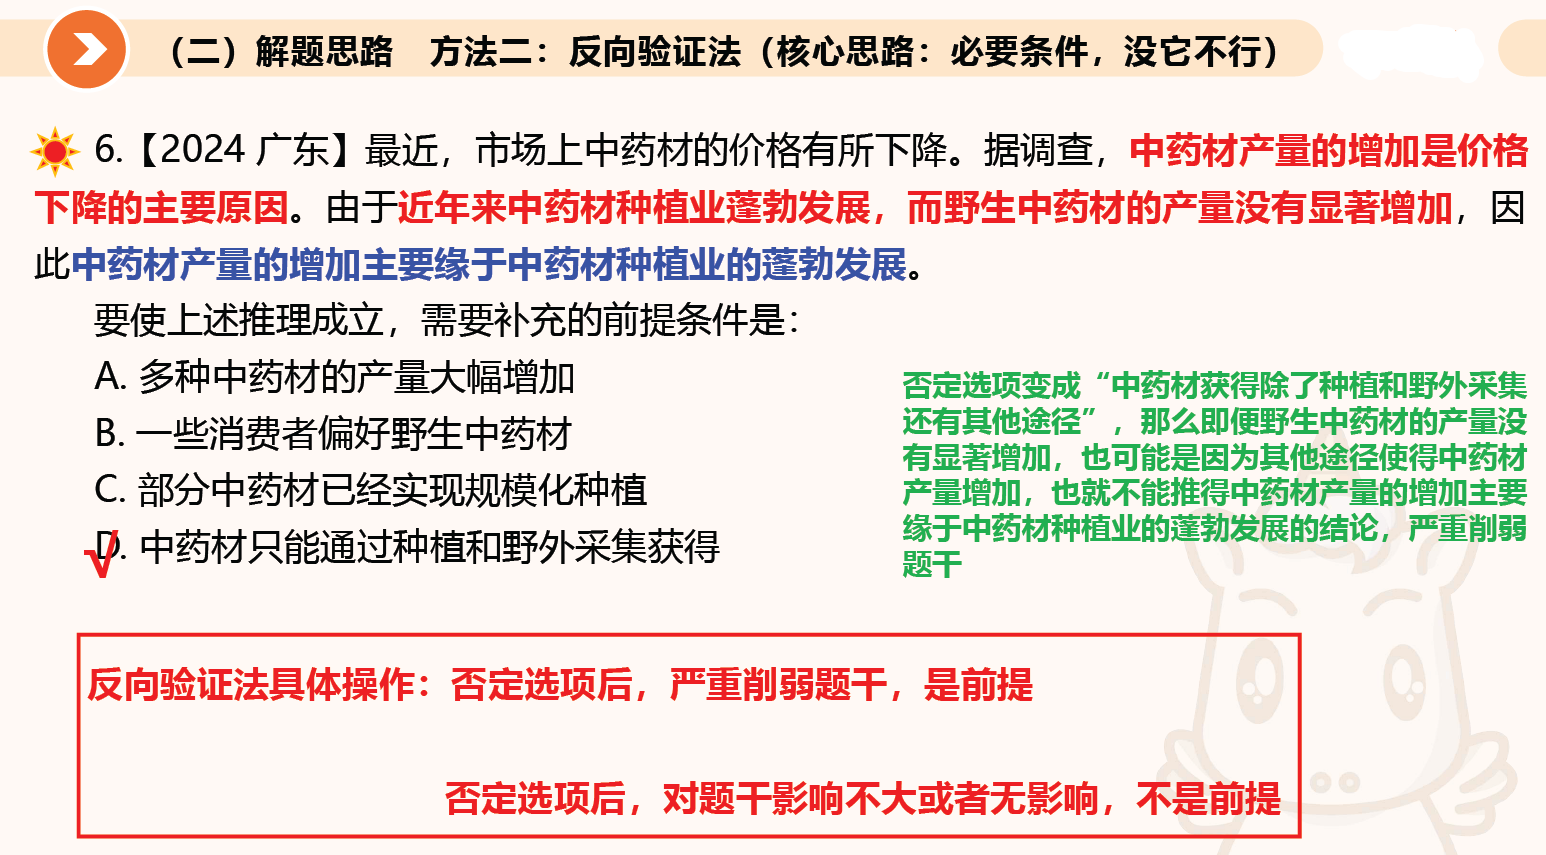 （二）解题思路　方法二：反向验证法（核心思路：必要条件，没它不行）
6.【2024 广东】最近，市场上中药材的价格有所下降。据调查，中药材产量的增加是价格
下降的主要原因。由于近年来中药材种植业蓬勃发展，而野生中药材的产量没有显著增加，因
此中药材产量的增加主要缘于中药材种植业的蓬勃发展。
要使上述推理成立，需要补充的前提条件是：
A. 多种中药材的产量大幅增加
B. 一些消费者偏好野生中药材
C. 部分中药材已经实现规模化种植
√D. 中药材只能通过种植和野外采集获得
否定选项变成“中药材获得除了种植和野外采集
还有其他途径”，那么即便野生中药材的产量没
有显著增加，也可能是因为其他途径使得中药材
产量增加，也就不能推得中药材产量的增加主要
缘于中药材种植业的蓬勃发展的结论，严重削弱
题干
反向验证法具体操作：否定选项后，严重削弱题干，是前提
否定选项后，对题干影响不大或者无影响，不是前提